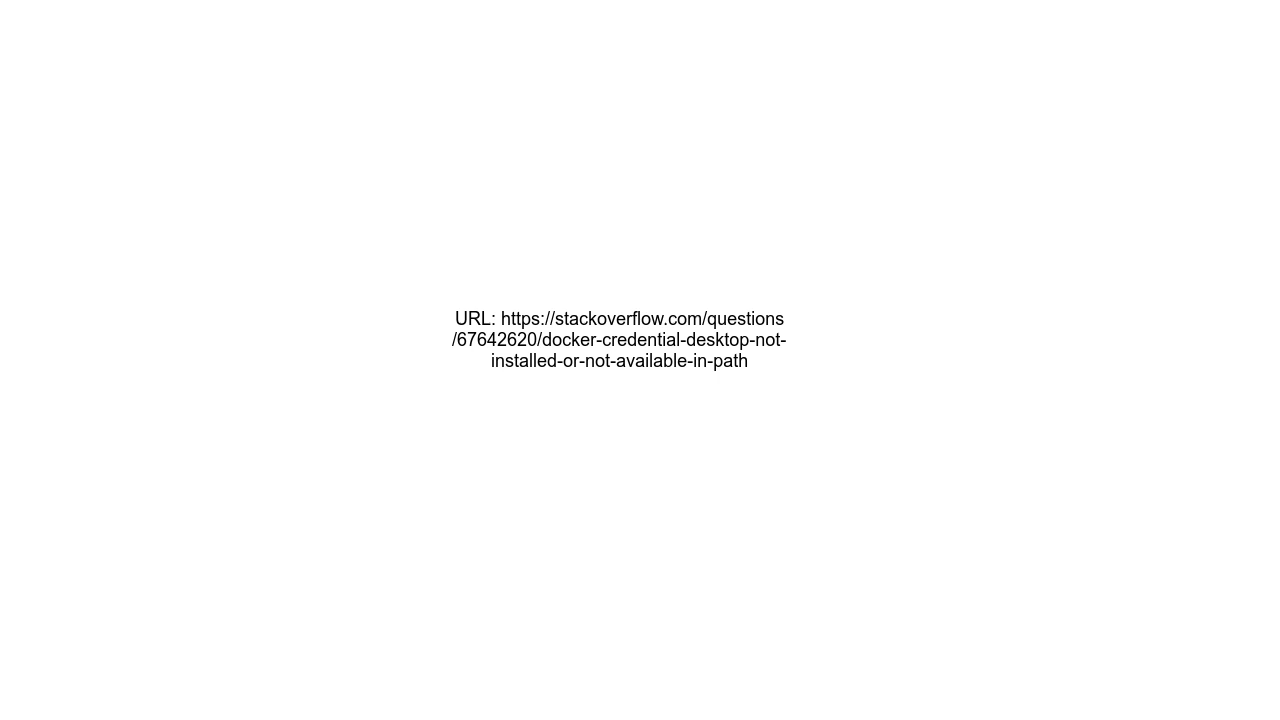 URL: https://stackoverflow.com/questions
/67642620/docker-credential-desktop-not-
installed-or-not-available-in-path